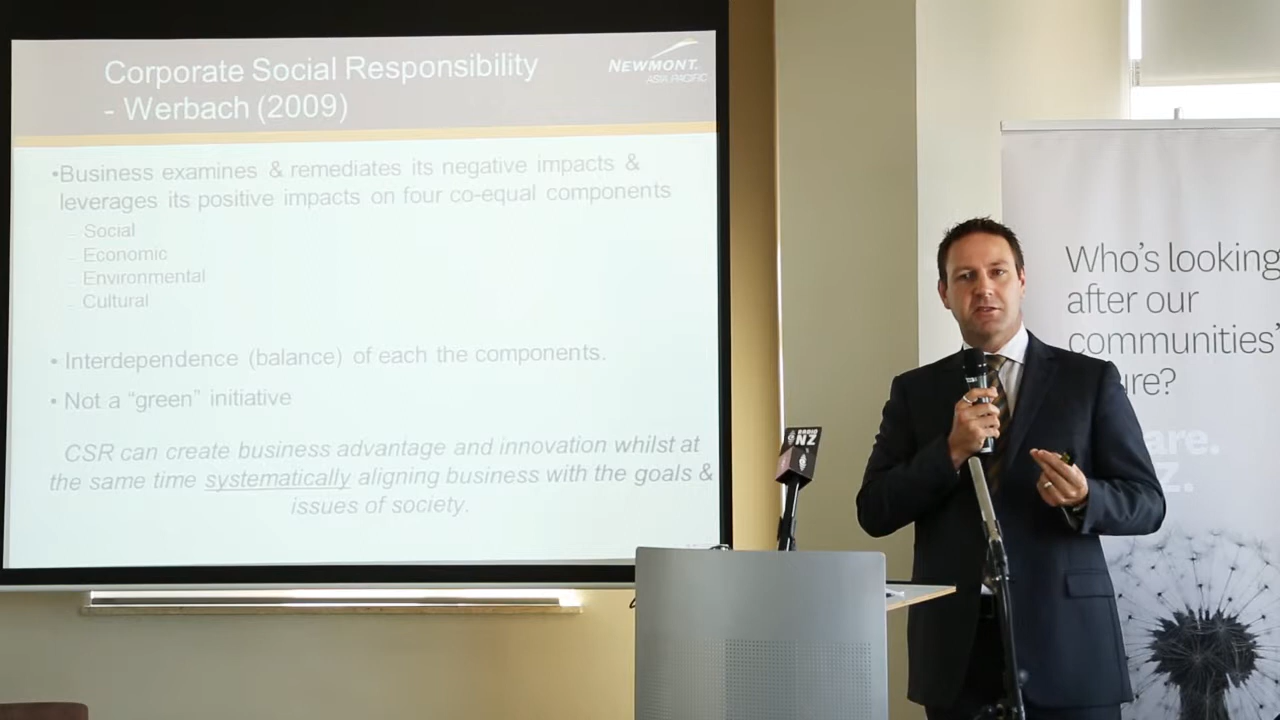 Corporate Social Responsibility
- Werbach (2009)
NEWMONT.
ASIA PACIFIC
•Business examines & remediates its negative impacts &
leverages its positive impacts on four co-equal components
– Social
– Economic
– Environmental
– Cultural
• Interdependence (balance) of each the components.
• Not a “green” initiative
CSR can create business advantage and innovation whilst at
the same time systematically aligning business with the goals &
issues of society.
RADIO
NZ
Who's looking
after our
communities'
ure?
are.
Z.